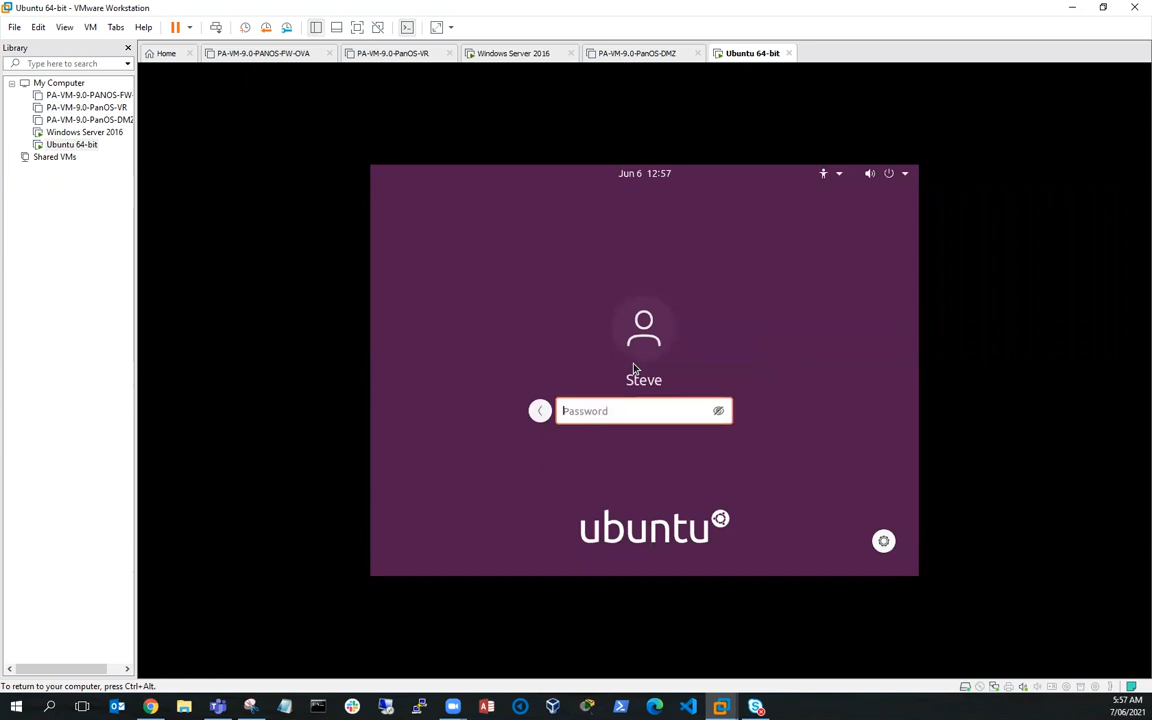 Ubuntu 64-bit - VMware Workstation
File Edit View VM Tabs Help
Library
Home PA-VM-9.0-PANOS-FW-OVA PA-VM-9.0-PanOS-VR Windows Server 2016 PA-VM-9.0-PanOS-DMZ Ubuntu 64-bit
Type here to search
My Computer
PA-VM-9.0-PANOS-FW-
PA-VM-9.0-PanOS-VR
PA-VM-9.0-PanOS-DMZ
Windows Server 2016
Ubuntu 64-bit
Shared VMs
Jun 6 12:57
Steve
Password
ubuntu
To return to your computer, press Ctrl+Alt.
5:57 AM
7/06/2021